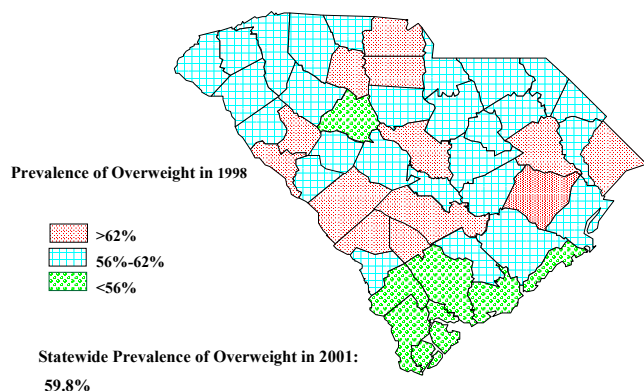 Prevalence of Overweight in 1998
>62%
56%-62%
<56%
Statewide Prevalence of Overweight in 2001:
59.8%